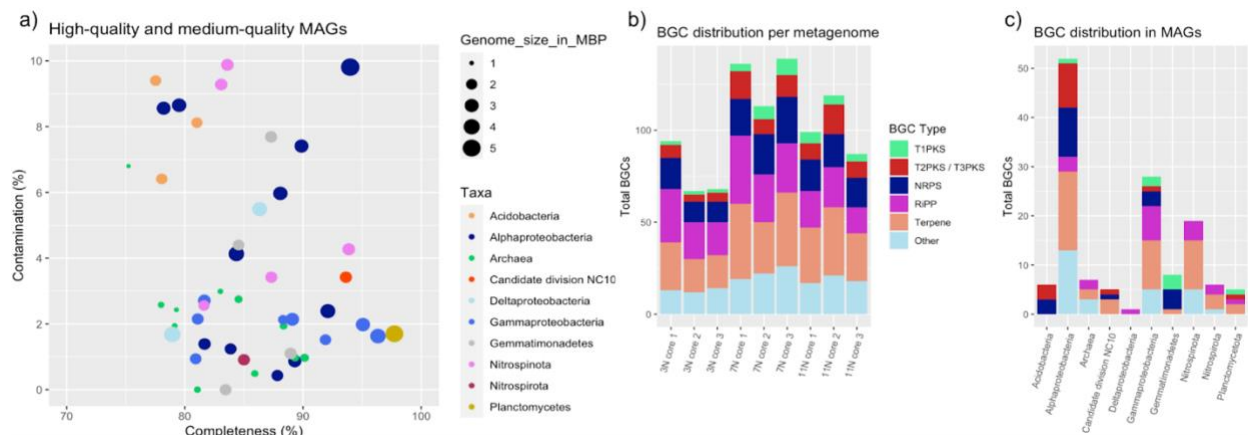 a)
High-quality and medium-quality MAGs
Contamination (%)
10
8
6
4
2
0
70
80
90
100
Completeness (%)
Genome_size_in_MBP
1
2
3
4
5
Taxa
Acidobacteria
Alphaproteobacteria
Archaea
Candidate division NC10
Deltaproteobacteria
Gammaproteobacteria
Gemmatimonadetes
Nitrospinota
Nitrospirota
Planctomycetes
b)
BGC distribution per metagenome
Total BGCs
100
50
0
3N core 1
3N core 2
3N core 3
7N core 1
7N core 2
7N core 3
11N core 1
11N core 2
11N core 3
BGC Type
T1PKS
T2PKS / T3PKS
NRPS
RiPP
Terpene
Other
c)
BGC distribution in MAGs
Total BGCs
50
40
30
20
10
0
Acidobacteria
Alphaproteobacteria
Archaea
Candidate division NC10
Deltaproteobacteria
Gammaproteobacteria
Gemmatimonadetes
Nitrospinota
Nitrospirota
Planctomycetota